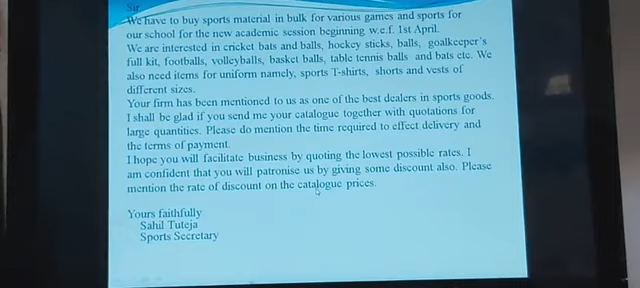 Sir
We have to buy sports material in bulk for various games and sports for
our school for the new academic session beginning w.e.f. 1st April.
We are interested in cricket bats and balls, hockey sticks, balls, goalkeeper's
full kit, footballs, volleyballs, basket balls, table tennis balls and bats etc. We
also need items for uniform namely, sports T-shirts, shorts and vests of
different sizes.
Your firm has been mentioned to us as one of the best dealers in sports goods.
I shall be glad if you send me your catalogue together with quotations for
large quantities. Please do mention the time required to effect delivery and
the terms of payment.
I hope you will facilitate business by quoting the lowest possible rates. I
am confident that you will patronise us by giving some discount also. Please
mention the rate of discount on the catalogue prices.
Yours faithfully
Sahil Tuteja
Sports Secretary